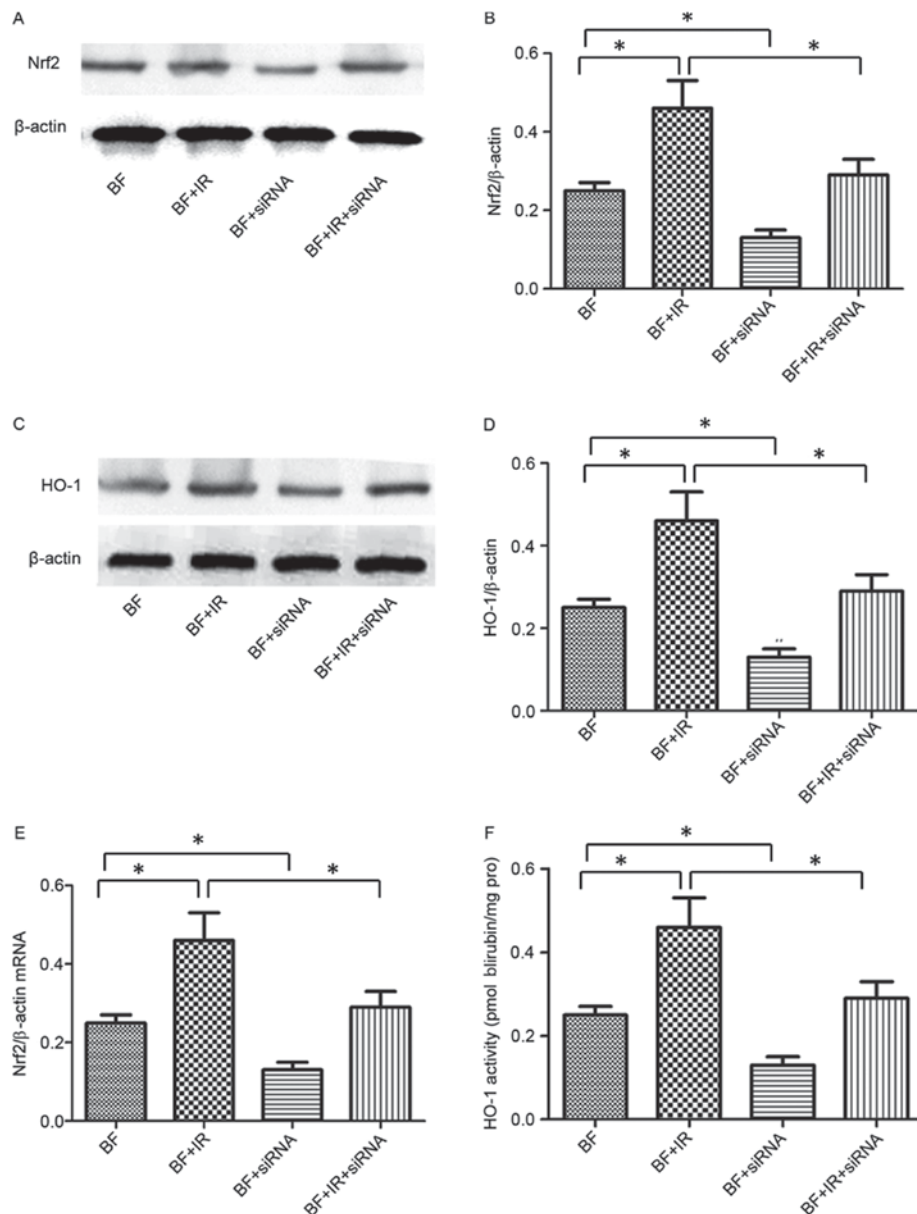 A
Nrf2
β-actin
BF
BF+IR
BF+siRNA
BF+IR+siRNA
B
*
*
*
Nrf2/β-actin
0.6
0.4
0.2
0.0
BF
BF+IR
BF+siRNA
BF+IR+siRNA
C
HO-1
β-actin
BF
BF+IR
BF+siRNA
BF+IR+siRNA
D
*
*
*
HO-1/β-actin
0.6
0.4
0.2
0.0
BF
BF+IR
BF+siRNA
BF+IR+siRNA
E
*
*
*
Nrf2/β-actin mRNA
0.6
0.4
0.2
0.0
BF
BF+IR
BF+siRNA
BF+IR+siRNA
F
*
*
*
HO-1 activity (pmol blirubin/mg pro)
0.6
0.4
0.2
0.0
BF
BF+IR
BF+siRNA
BF+IR+siRNA